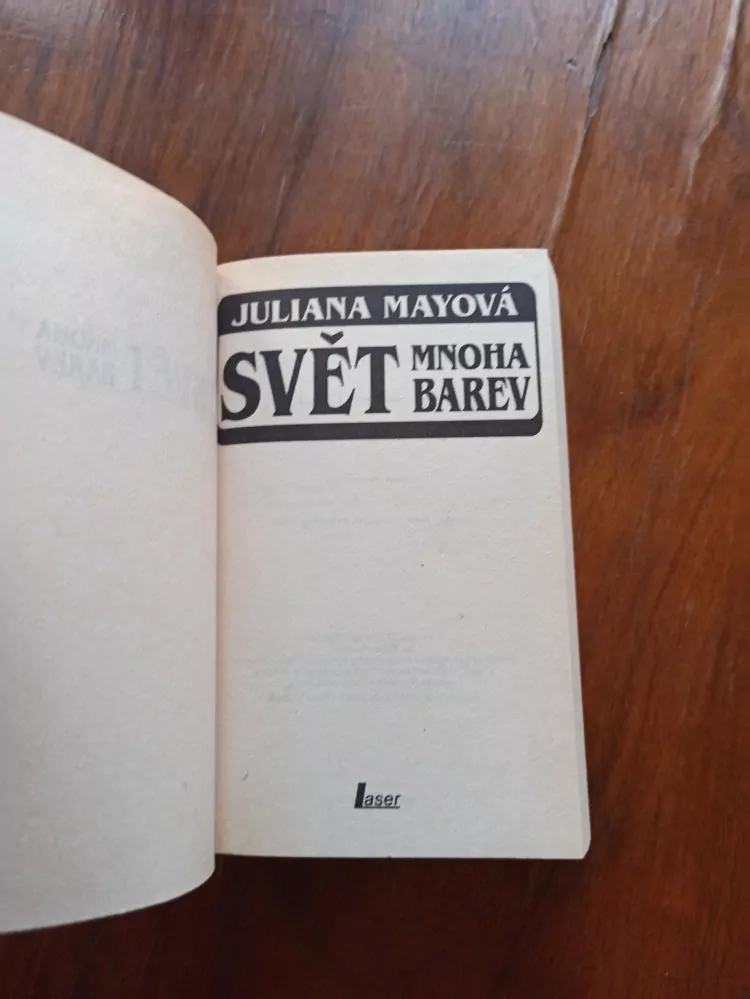 JULIANA MAYOVÁ
SVĚT MNOHA
BAREV
laser